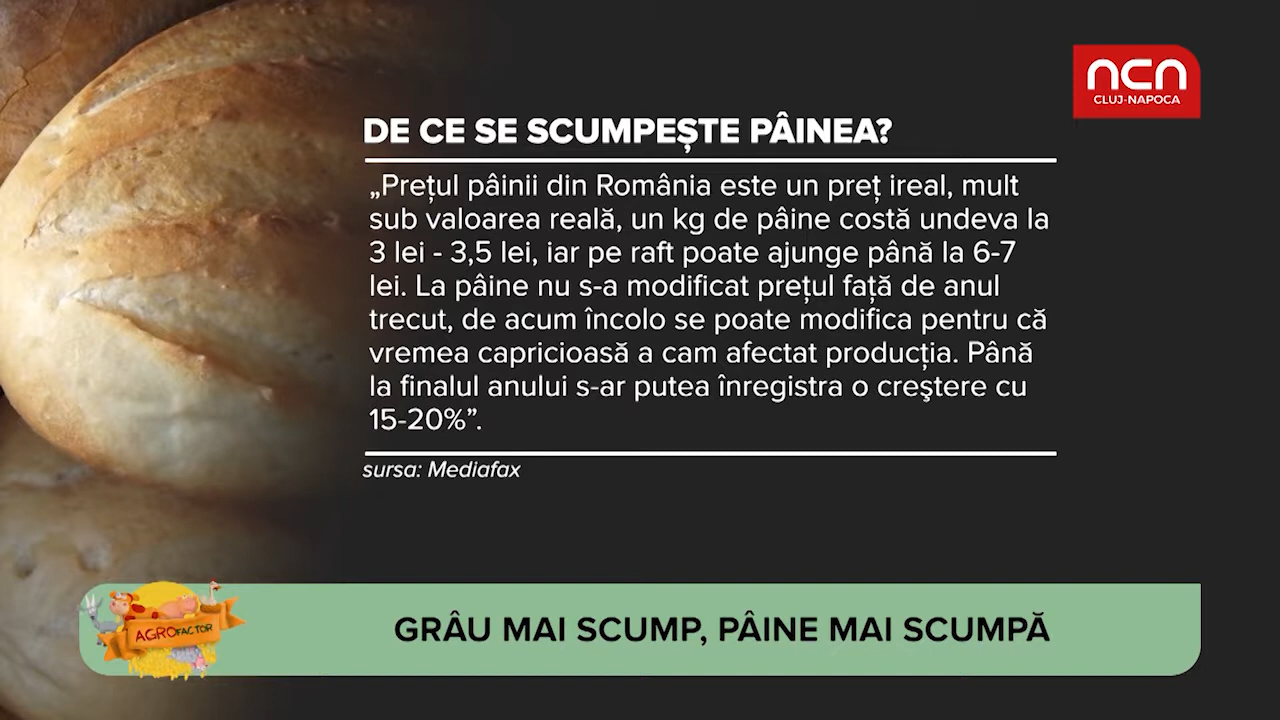 ncn
CLUJ-NAPOCA
DE CE SE SCUMPEȘTE PÂINEA?
„Prețul pâinii din România este un preț ireal, mult
sub valoarea reală, un kg de pâine costă undeva la
3 lei - 3,5 lei, iar pe raft poate ajunge până la 6-7
lei. La pâine nu s-a modificat prețul față de anul
trecut, de acum încolo se poate modifica pentru că
vremea capricioasă a cam afectat producția. Până
la finalul anului s-ar putea înregistra o creştere cu
15-20%”.
sursa: Mediafax
AGROFACTOR
GRÂU MAI SCUMP, PÂINE MAI SCUMPĂ